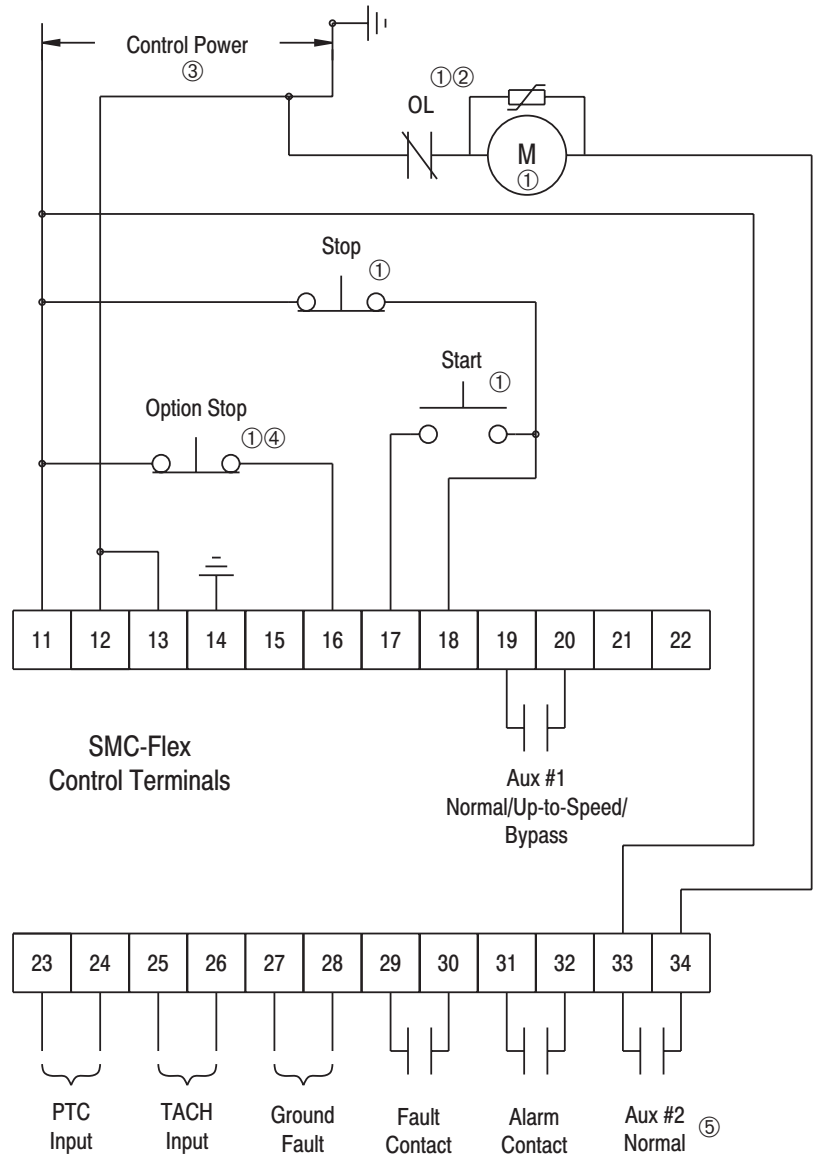 Control Power
③
①②
OL
M
①
Stop
①
Start
①
Option Stop
①④
11 12 13 14 15 16 17 18 19 20 21 22
SMC-Flex
Control Terminals
Aux #1
Normal/Up-to-Speed/
Bypass
23 24 25 26 27 28 29 30 31 32 33 34
PTC
Input
TACH
Input
Ground
Fault
Fault
Contact
Alarm
Contact
Aux #2
Normal ⑤